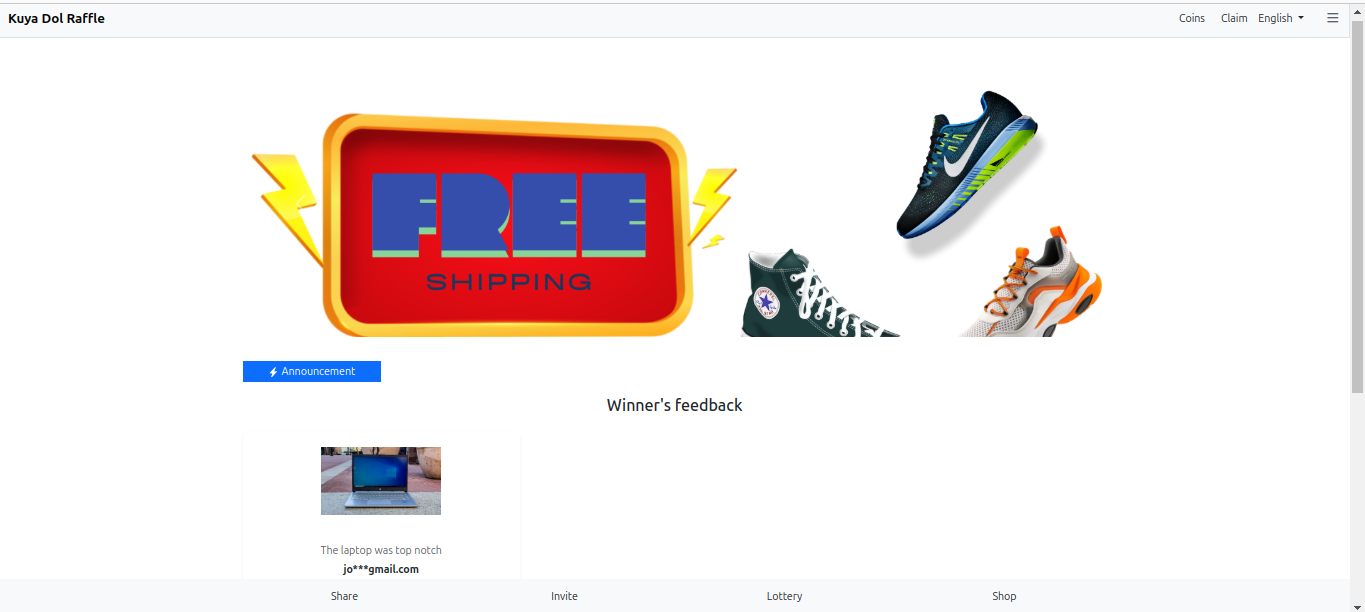 Kuya Dol Raffle
Coins Claim English
FREE
SHIPPING
Announcement
Winner's feedback
The laptop was top notch
jo***gmail.com
Share Invite Lottery Shop